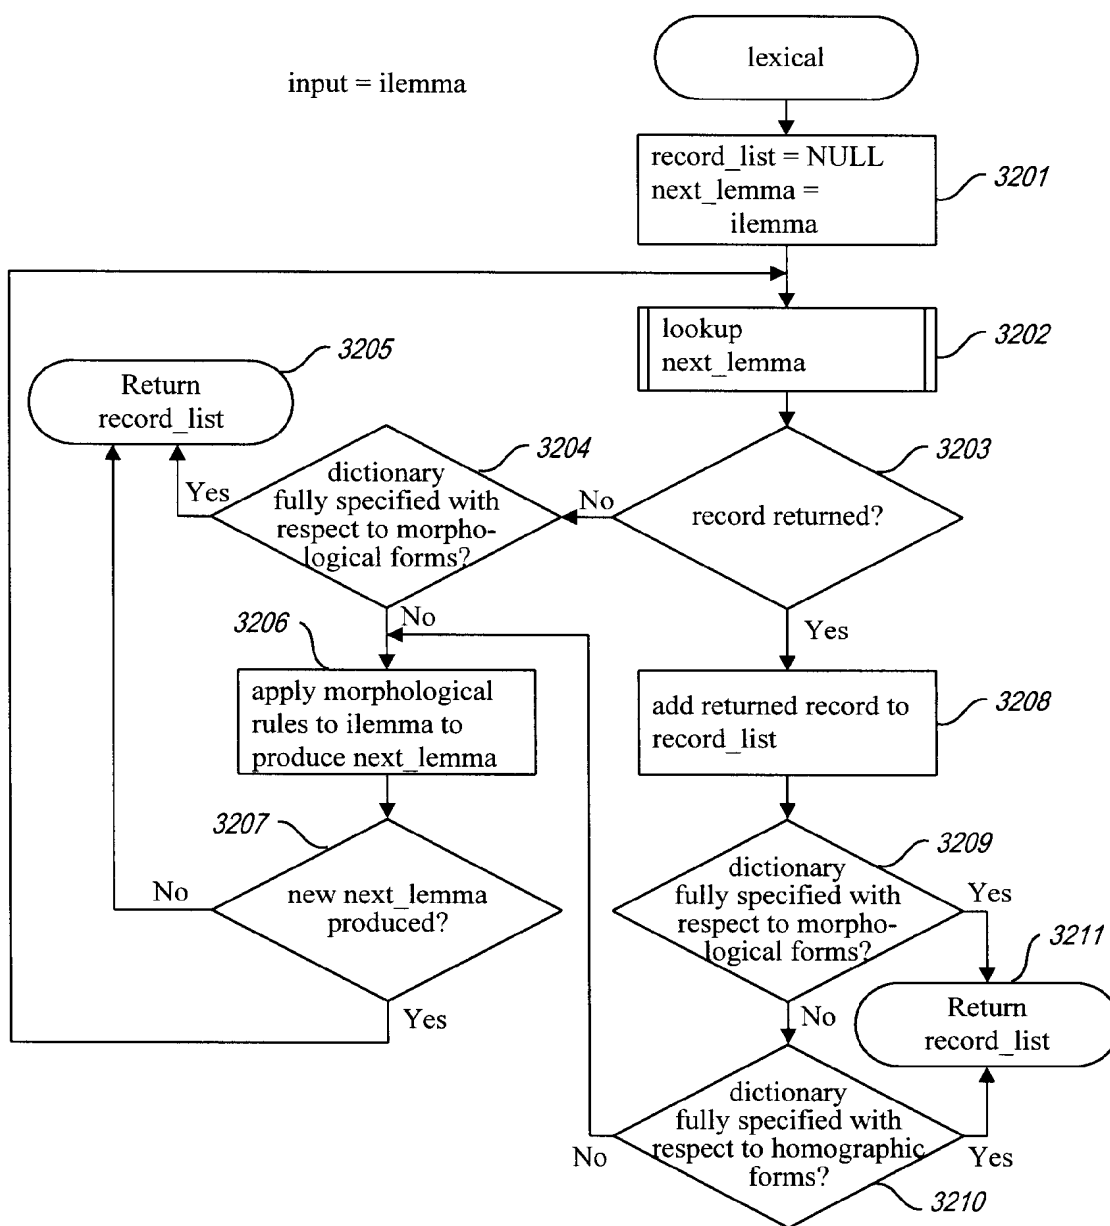 lexical
input = ilemma
record_list = NULL
next_lemma =
ilemma
3201
lookup
next_lemma
3202
3205
Return
record_list
3204
dictionary
fully specified with
respect to morpho-
logical forms?
Yes
No
3203
record returned?
No
Yes
3206
apply morphological
rules to ilemma to
produce next_lemma
add returned record to
record_list
3208
3207
new next_lemma
produced?
No
Yes
3209
dictionary
fully specified with
respect to morpho-
logical forms?
Yes
No
3211
Return
record_list
dictionary
fully specified with
respect to homographic
forms?
No
Yes
3210